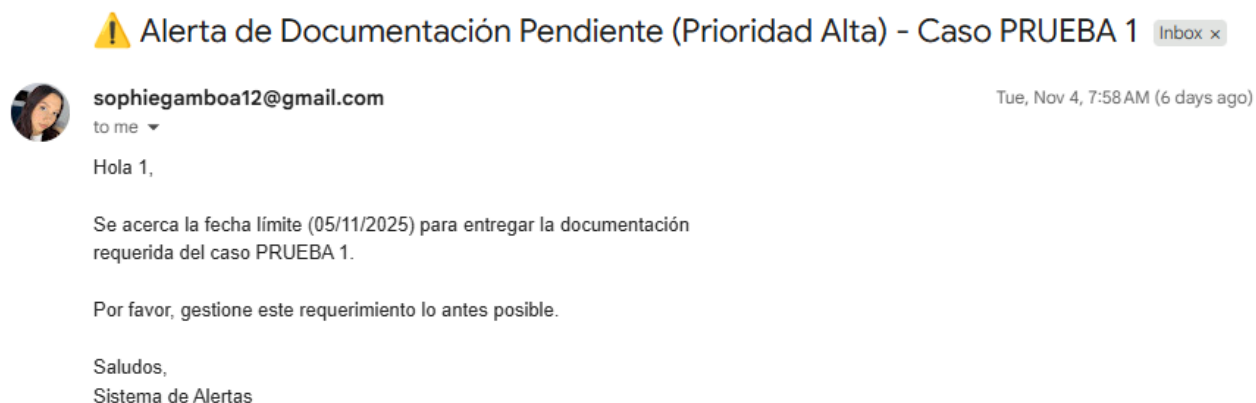 ⚠ Alerta de Documentación Pendiente (Prioridad Alta) - Caso PRUEBA 1 Inbox ×
sophiegamboa12@gmail.com Tue, Nov 4, 7:58 AM (6 days ago)
to me
Hola 1,
Se acerca la fecha límite (05/11/2025) para entregar la documentación
requerida del caso PRUEBA 1.
Por favor, gestione este requerimiento lo antes posible.
Saludos,
Sistema de Alertas